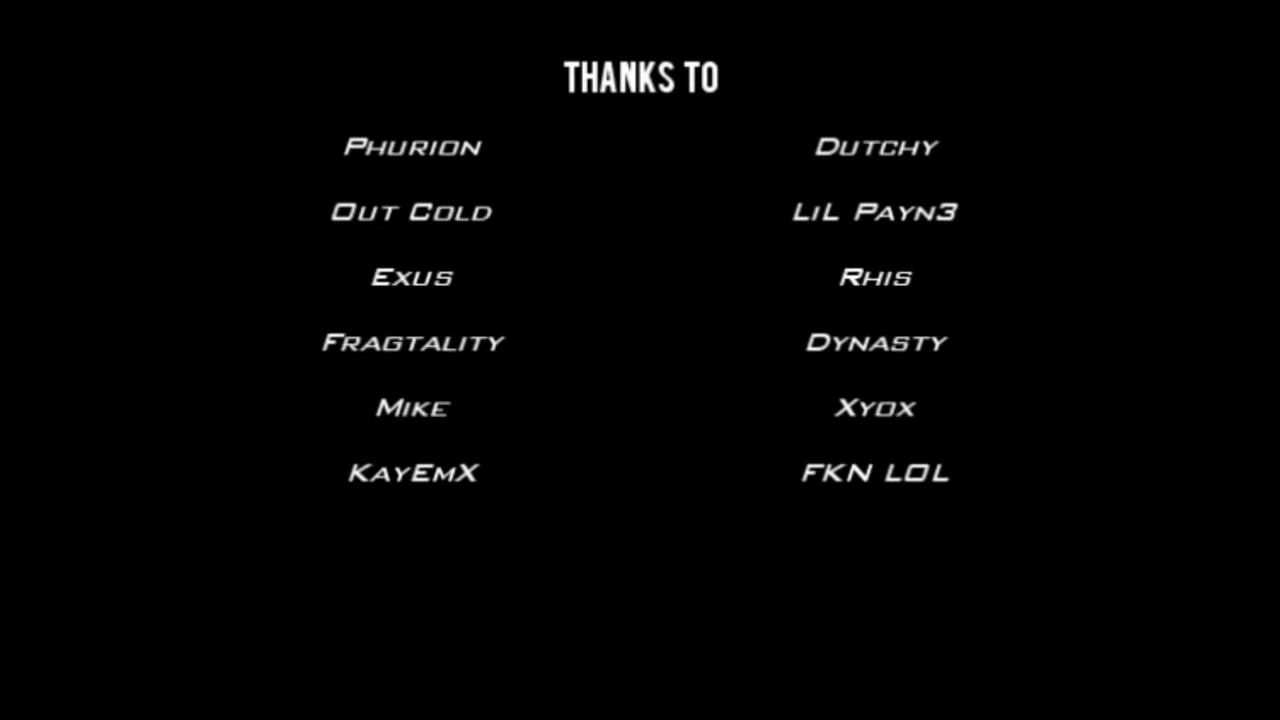 THANKS TO
Phurion
Dutchy
Out Cold
LiL Payn3
Exus
Rhis
Fragtality
Dynasty
Mike
Xyox
KayEmX
FKN LOL